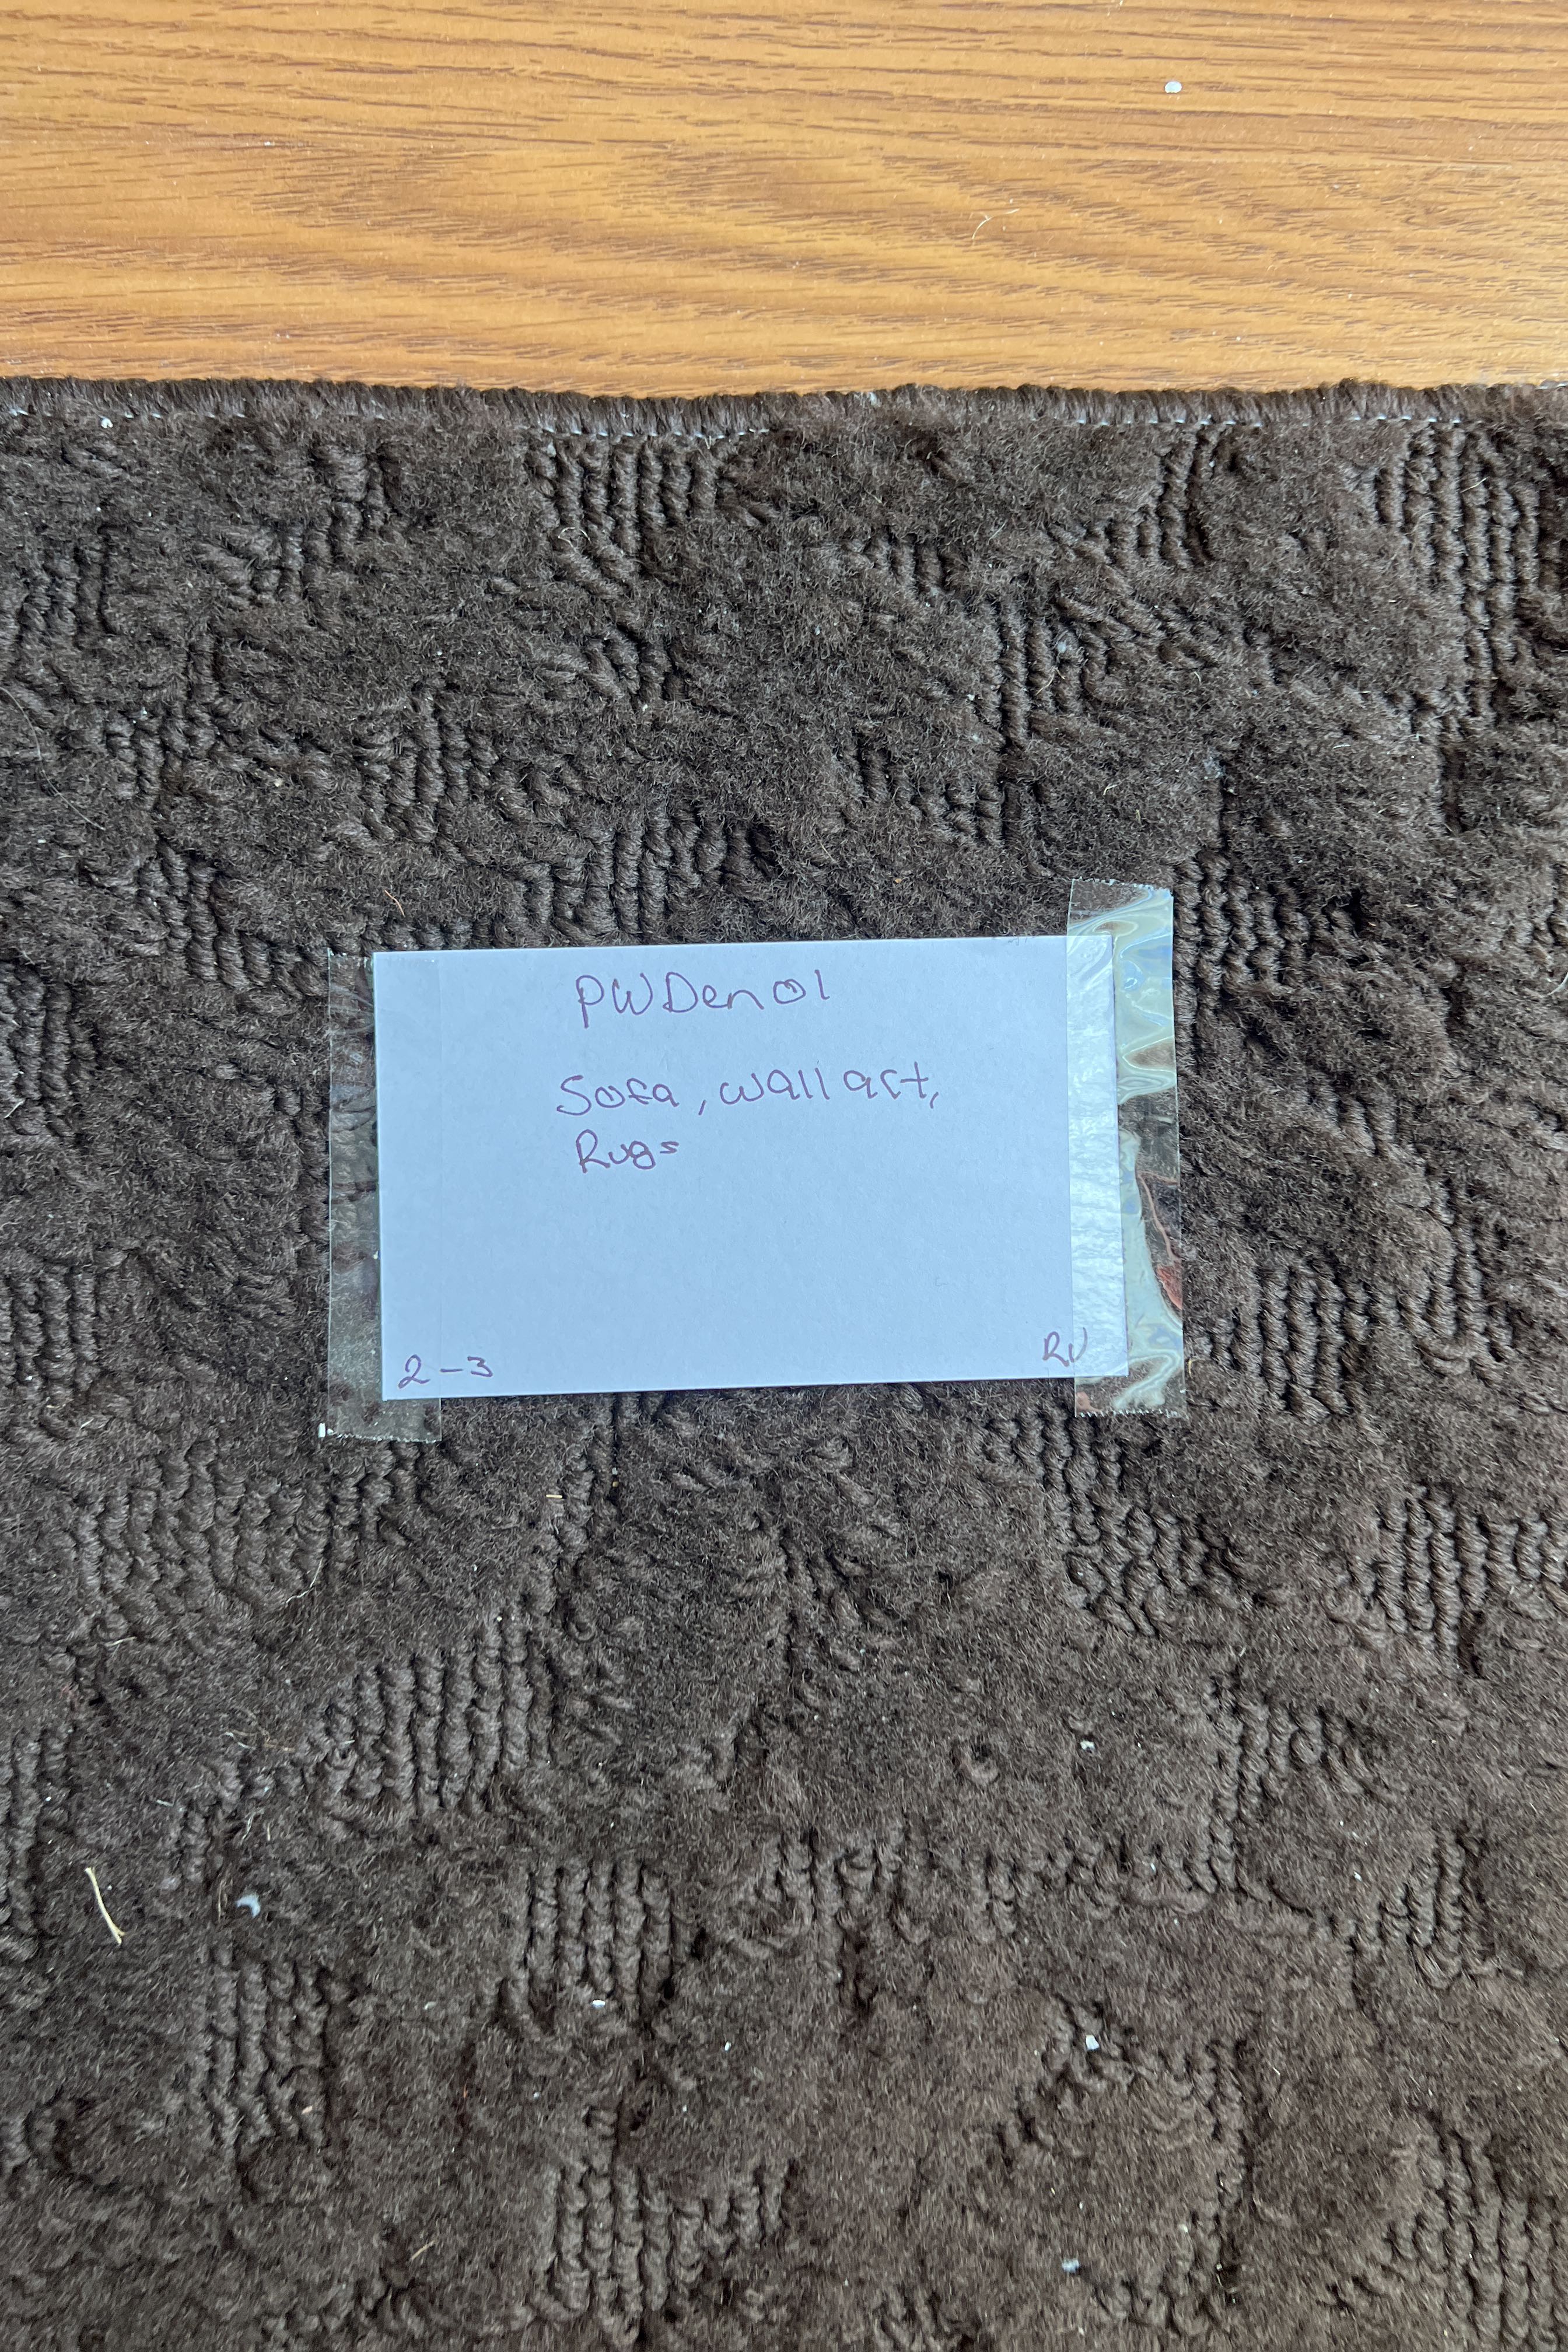 PWDen01
Sofa, wall art,
Rugs
2-3
RV